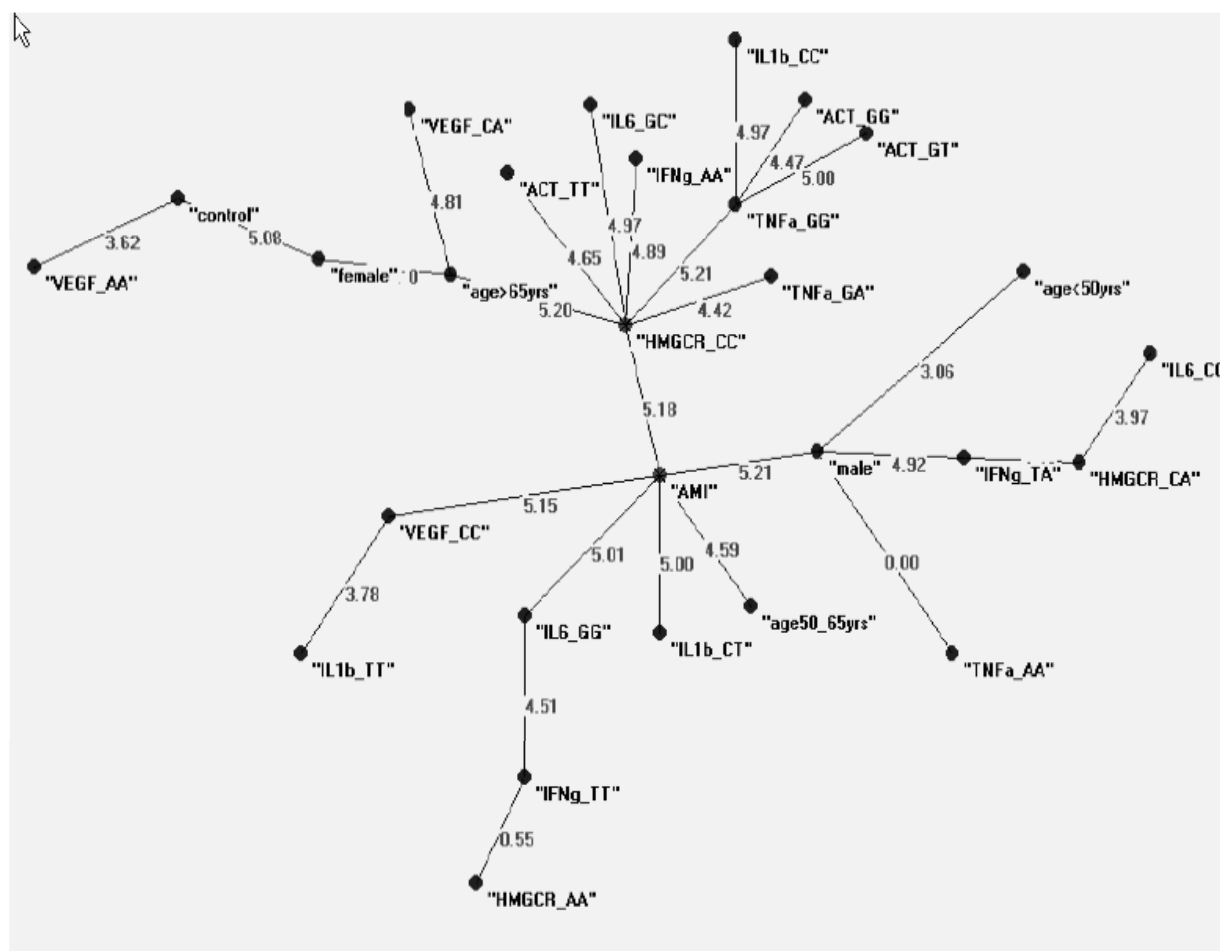 "IL1b_CC"
"VEGF_CA"
"IL6_GC"
"ACT_GG"
4.97
"ACT_GT"
"ACT_TT"
"IFNg_AA"
4.47
5.00
4.81
"control"
4.97
"TNFa_GG"
3.62
5.08
4.65
4.89
"VEGF_AA"
"female"
0
"age>65yrs"
5.21
"TNFa_GA"
"age<50yrs"
5.20
4.42
"HMGCR_CC"
3.06
5.18
3.97
"male"
4.92
"IFNg_TA"
"HMGCR_CA"
5.21
"AMI"
5.15
"VEGF_CC"
5.01
5.00
4.59
0.00
3.78
"IL6_GG"
"age50_65yrs"
"IL1b_TT"
"IL1b_CT"
"TNFa_AA"
4.51
"IFNg_TT"
0.55
"HMGCR_AA"